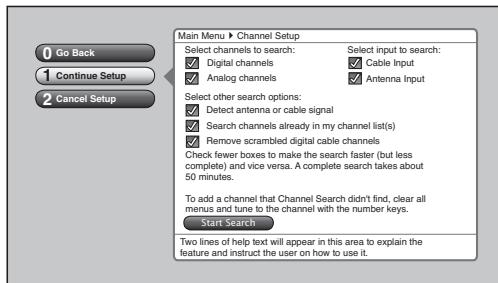 0 Go Back
1 Continue Setup
2 Cancel Setup
Main Menu ▶ Channel Setup
Select channels to search: Select input to search:
Digital channels Cable Input
Analog channels Antenna Input
Select other search options:
Detect antenna or cable signal
Search channels already in my channel list(s)
Remove scrambled digital cable channels
Check fewer boxes to make the search faster (but less
complete) and vice versa. A complete search takes about
50 minutes.
To add a channel that Channel Search didn't find, clear all
menus and tune to the channel with the number keys.
Start Search
Two lines of help text will appear in this area to explain the
feature and instruct the user on how to use it.